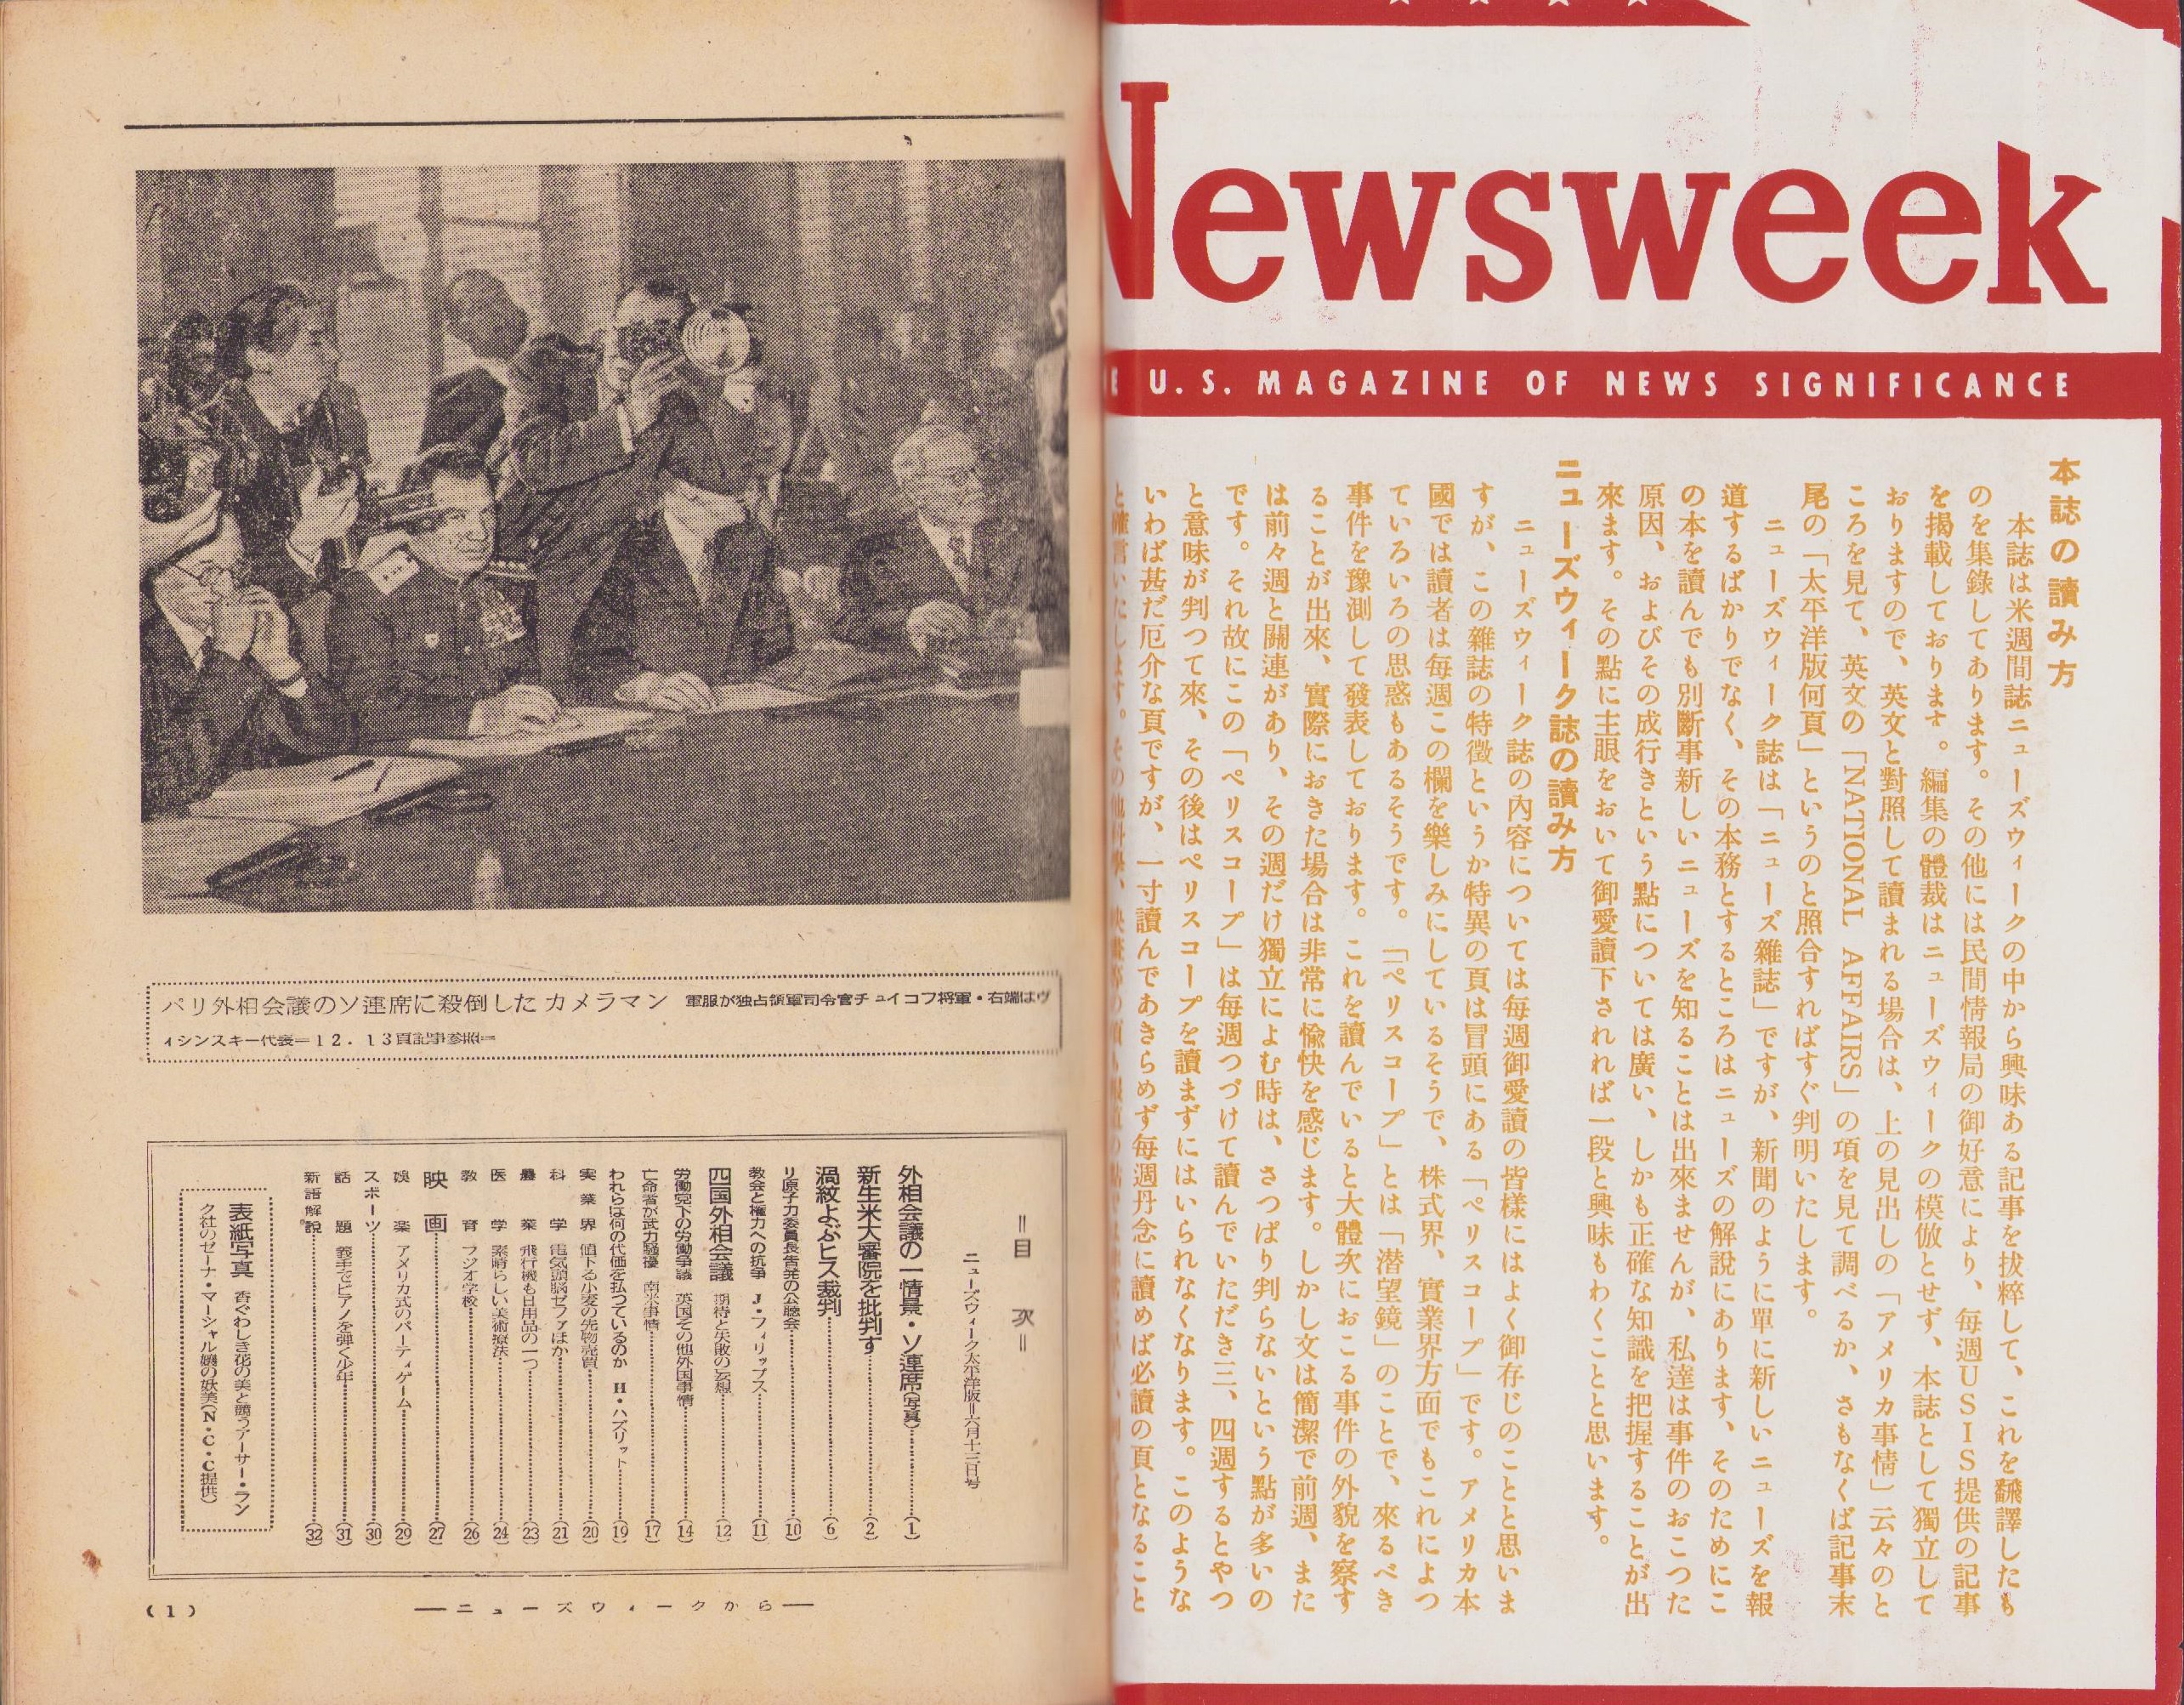 Newsweek
U.S. MAGAZINE OF NEWS SIGNIFICANCE
本誌の讀み方
本誌は米週間誌ニューズウィークの中から興味ある記事を抜粹して、これを飜譯したも
のを集錄してあります。その他には民間情報局の御好意により、毎週USIS提供の記事
を揭載しております。編集の體裁はニューズウィークの模倣とせず、本誌として獨立して
おりますので、英文と對照して讀まれる場合は、上の見出しの「アメリカ事情」云々のと
ころを見て、英文の「NATIONAL AFFAIRS」の項を見て調べるか、さもなくば記事末
尾の「太平洋版何頁」というのと照合すればすぐ判明いたします。
ニューズウィーク誌は「ニューズ雜誌」ですが、新聞のように單に新しいニューズを報
道するばかりでなく、その本務とするところはニューズの解説にあります、そのためにこ
の本を讀んでも別斷事新しいニューズを知ることは出來ませんが、私達は事件のおこつた
原因、およびその成行きという點については廣い、しかも正確な知識を把握することが出
來ます。その點に主眼をおいて御愛讀下されれば一段と興味もわくことと思います。
ニューズウィーク誌の讀み方
ニューズウィーク誌の內容については毎週御愛讀の皆樣にはよく御存じのことと思いま
すが、この雜誌の特徵というか特異の頁は冒頭にある「ペリスコープ」です。アメリカ本
國では讀者は毎週この欄を樂しみにしているそうで、株式界、實業界方面でもこれによつ
ていろいろの思惑もあるそうです。「ペリスコープ」とは「潜望鏡」のことで、來るべき
事件を豫測して發表しております。これを讀んでいると大體次におこる事件の外貌を察す
ることが出來、實際におきた場合は非常に愉快を感じます。しかし文は簡潔で前週、また
は前々週と關連があり、その週だけ獨立によむ時は、さつぱり判らないという點が多いの
です。それ故にこの「ペリスコープ」は毎週つづけて讀んでいただき三、四週するとやつ
と意味が判つて來、その後はペリスコープを讀まずにはいられなくなります。このような
いわば甚だ厄介な頁ですが、一寸讀んであきらめず毎週丹念に讀めば必讀の頁となること
パリ外相会議のソ連席に殺倒したカメラマン 軍服が独占領軍司令官チュイコフ将軍・右端はヴ
ィシンスキー代表＝12.13頁記事参照＝
＝目 次＝
ニューズウィーク太平洋版＝六月十三日号
外相会議の一情景・ソ連席(写真)……(1)
新生米大審院を批判す……(2)
渦紋よぶヒス裁判……(6)
リ原子力委員長告発の公聽会……(10)
教会と権力への抗争 J・フィリップス……(11)
四国外相会議 期待と失敗の幻想……(12)
労働党下の労働争議 英国その他外国事情……(14)
亡命者が武力騒擾 南米事情……(17)
われらは何の代価を払つているのか H・ハズリット……(19)
実業界 値下る小麦の先物売買……(20)
科学 電気頭脳ゼファほか……(21)
農業 飛行機も日用品の一つ……(23)
医学 素晴らしい美術療法……(24)
教育 ラジオ学校……(26)
映画……(27)
娯楽 アメリカ式のパーティゲーム……(29)
スポーツ……(30)
話題 義手でピアノを弾く少年……(31)
新語解説……(32)
表紙写真 香ぐわしき花の美と競うアーサー・ラン
ク社のゼーナ・マーシャル嬢の妖美(N・C・C提供)
(1)
―ニューズウィークから―